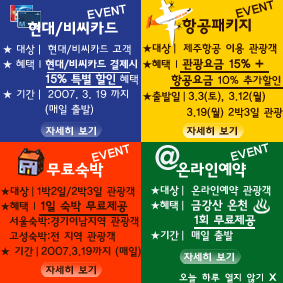 EVENT
현대/비씨카드
★ 대상 | 현대/비씨카드 고객
★ 혜택 | 현대/비씨카드 결제시
15% 특별 할인 혜택
★ 기간 | 2007. 3. 19 까지
(매일 출발)
자세히 보기
EVENT
항공패키지
★대상 | 제주항공 이용 관광객
★혜택 | 관광요금 15% +
항공요금 10% 추가할인
★출발일 | 3.3(토), 3.12(월)
3.19(월) 2박3일 관광
자세히 보기
EVENT
무료숙박
★대상 | 1박2일/2박3일 관광객
★혜택 | 1일 숙박 무료제공
서울숙박:경기이남지역 관광객
고성숙박:전 지역 관광객
★ 기간 | 2007,3,19까지 (매일)
자세히 보기
EVENT
@온라인예약
★대상 | 온라인예약 관광객
★혜택 | 금강산 온천 ♨
1회 무료제공
★기간 | 매일 출발
자세히 보기
오늘 하루 열지 않기 X